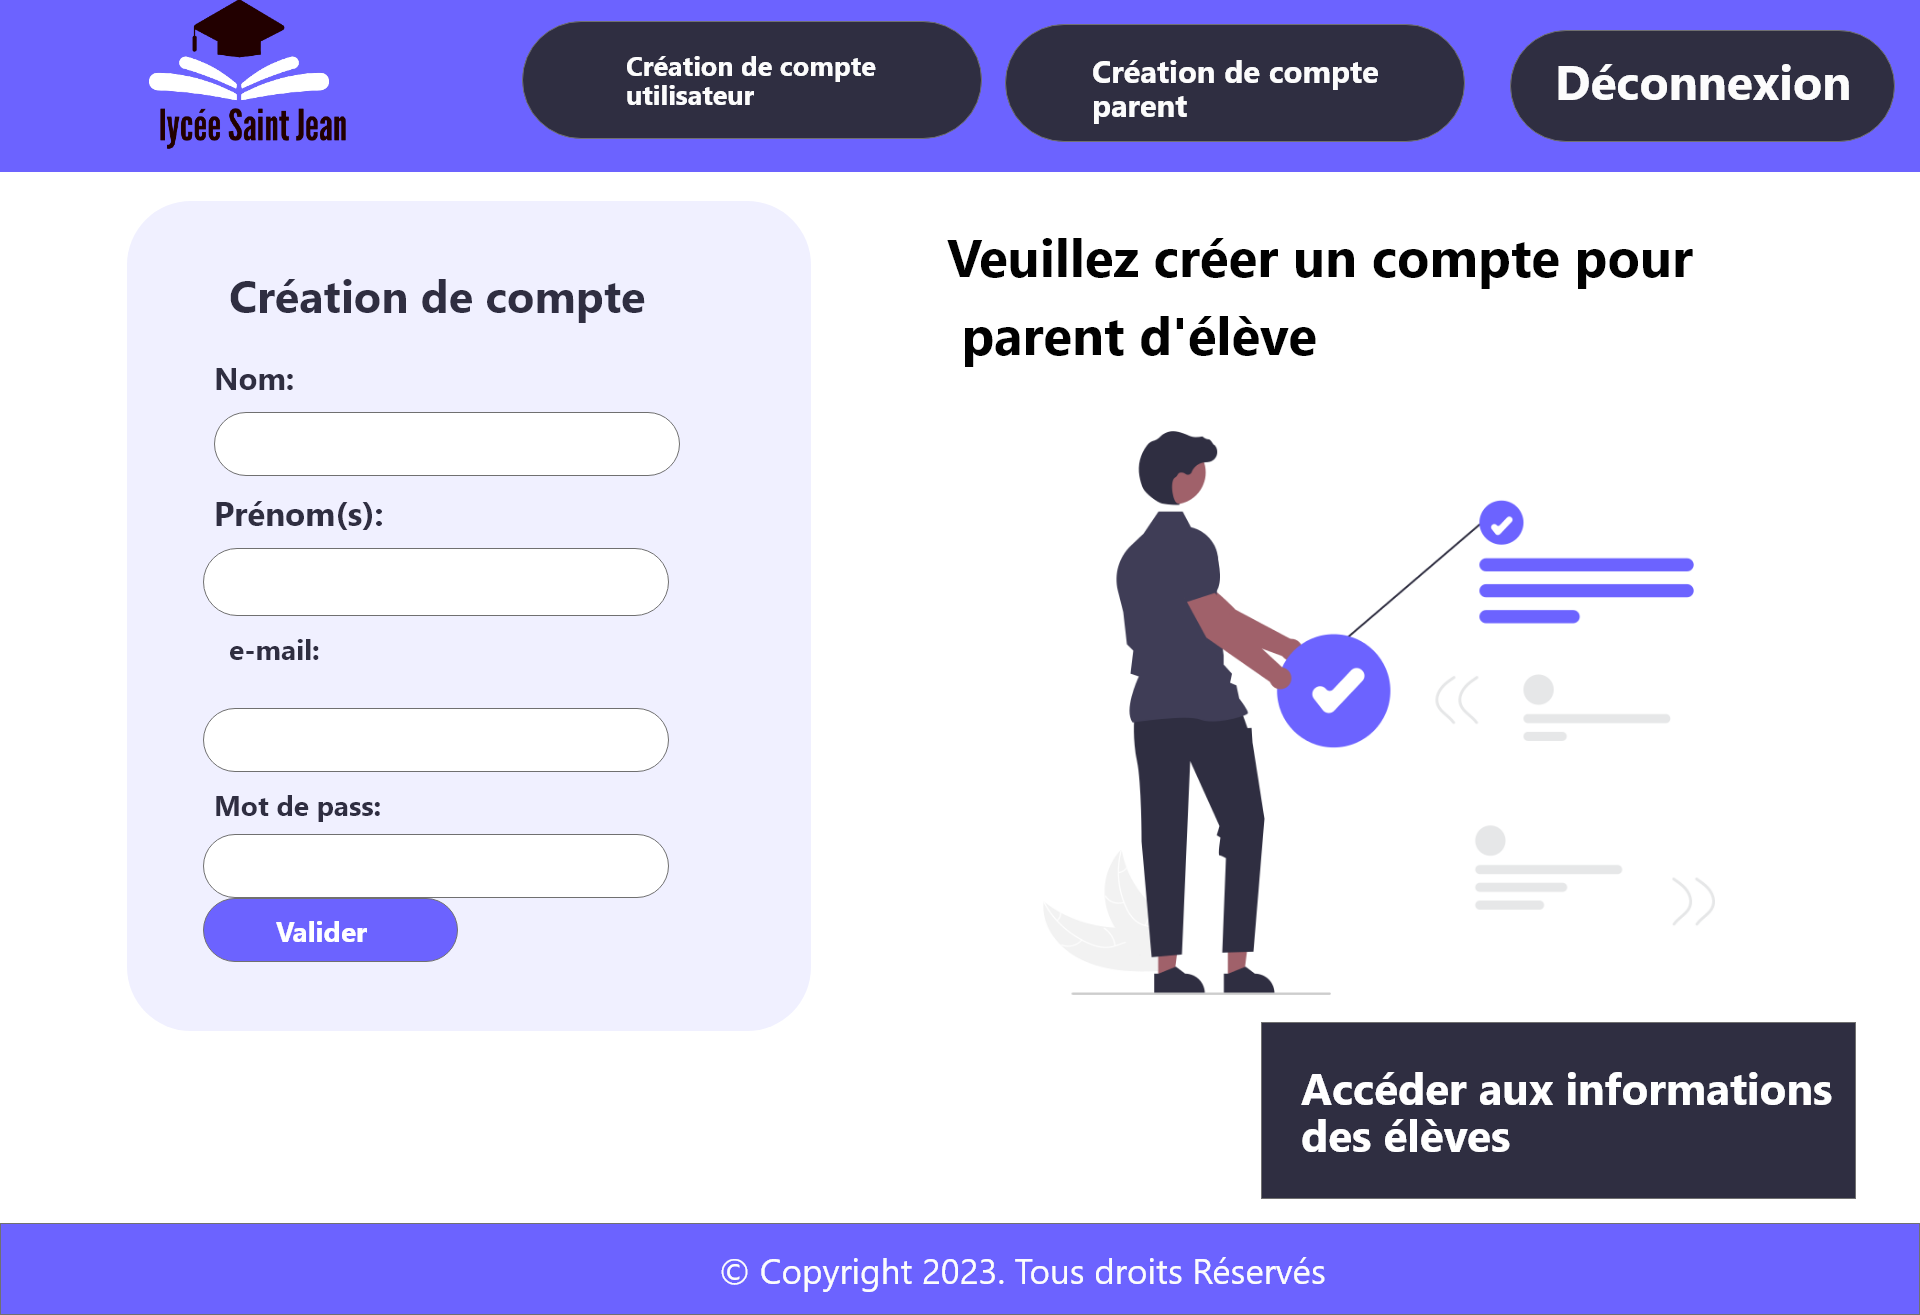 lycée Saint Jean
Création de compte
utilisateur
Création de compte
parent
Déconnexion
Création de compte
Nom:
Prénom(s):
e-mail:
Mot de pass:
Valider
Veuillez créer un compte pour
parent d'élève
Accéder aux informations
des élèves
© Copyright 2023. Tous droits Réservés